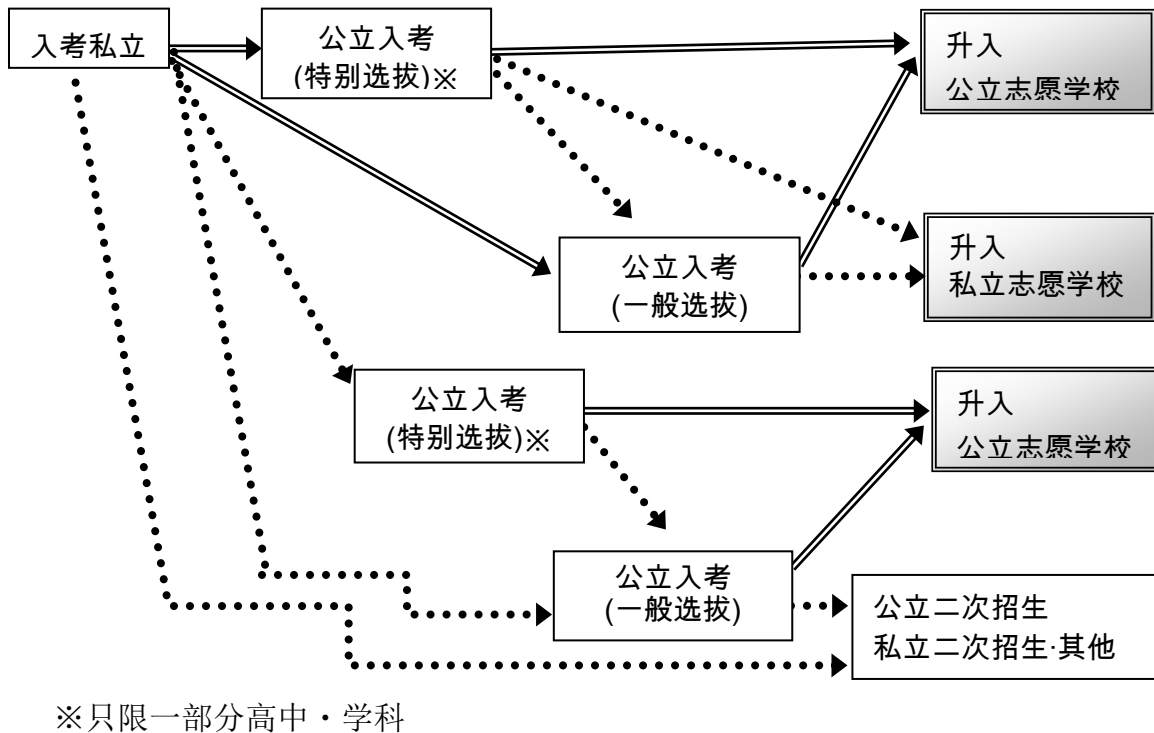 入考私立
公立入考
(特别选拔)※
升入
公立志愿学校
公立入考
(一般选拔)
升入
私立志愿学校
公立入考
(特别选拔)※
升入
公立志愿学校
公立入考
(一般选拔)
公立二次招生
私立二次招生·其他
※只限一部分高中・学科